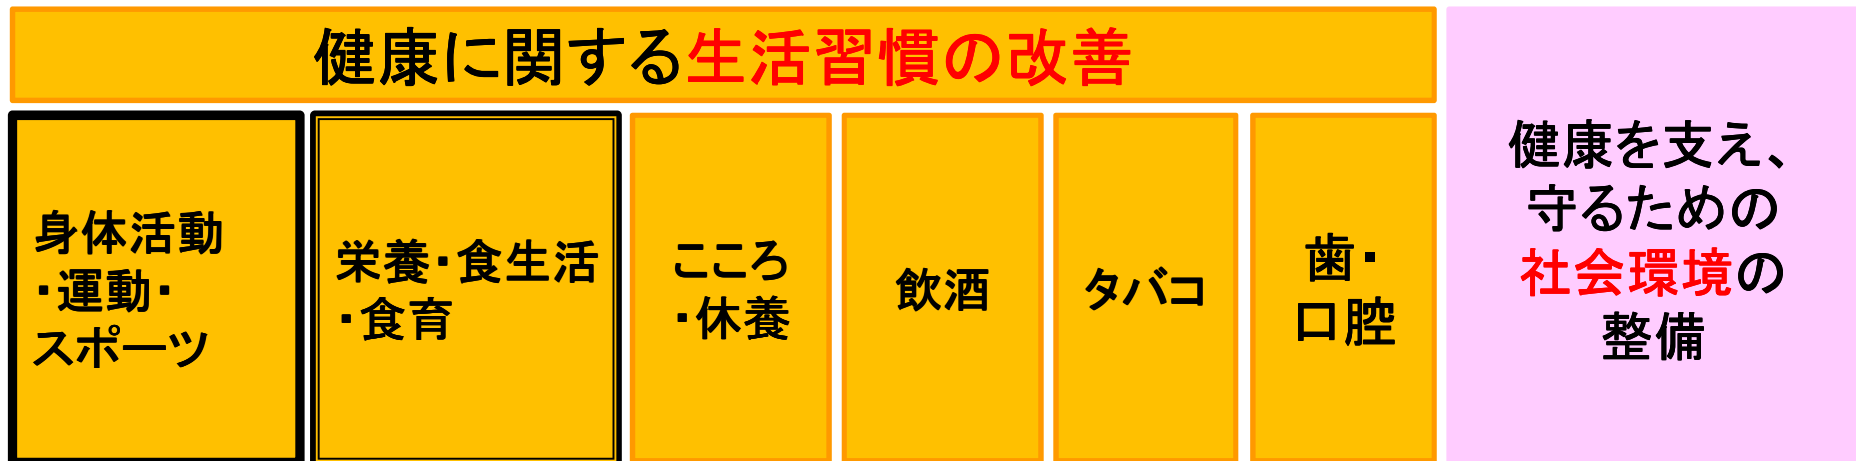 健康に関する生活習慣の改善
身体活動
・運動・
スポーツ
栄養・食生活
・食育
こころ
・休養
飲酒
タバコ
歯・
口腔
健康を支え、
守るための
社会環境の
整備